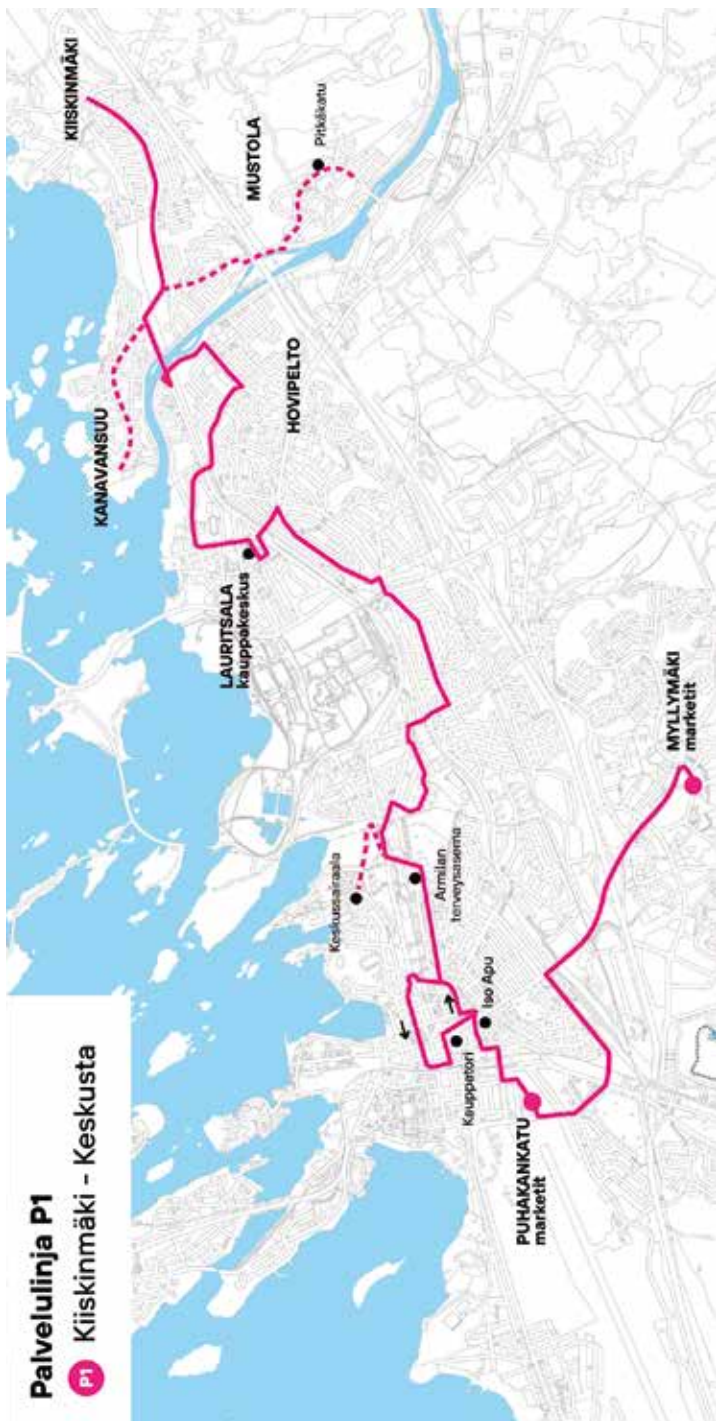 Palvelulinja P1
P1 Kiiskinmäki – Keskusta
KIISKINMÄKI
MUSTOLA
Pitkäkatu
KANAVANSUU
HOVIPELTO
LAURITSALA
kauppakeskus
Keskussairaala
Armilan
terveysasema
Kauppatori
Iso Apu
PUHAKANKATU
marketit
MYLLYMÄKI
marketit